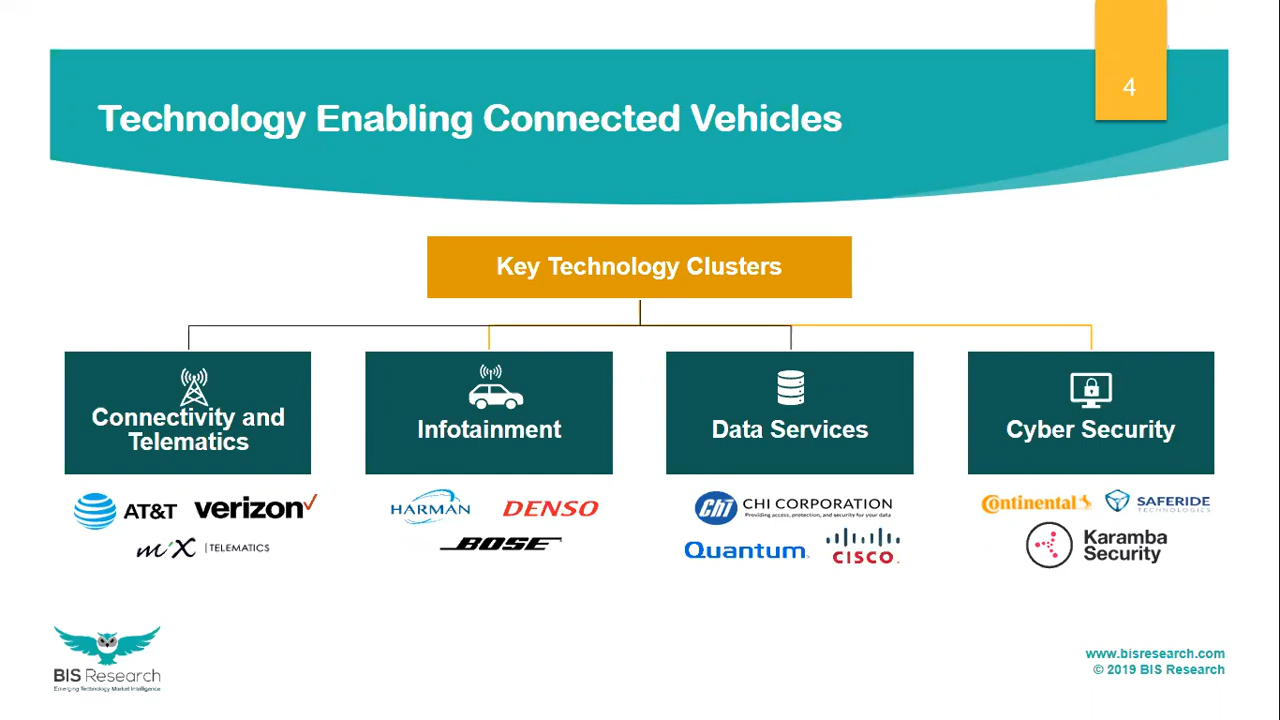 4
Technology Enabling Connected Vehicles
Key Technology Clusters
Connectivity and
Telematics
Infotainment
Data Services
Cyber Security
AT&T verizon✓
mix | TELEMATICS
HARMAN DENSO
BOSE
Chi CHI CORPORATION
Providing access, protection, and security for your data
Quantum. CISCO.
Continental SAFERIDE
TECHNOLOGIES
Karamba
Security
BIS Research
Emerging Technology Market Intelligence
www.bisresearch.com
© 2019 BIS Research